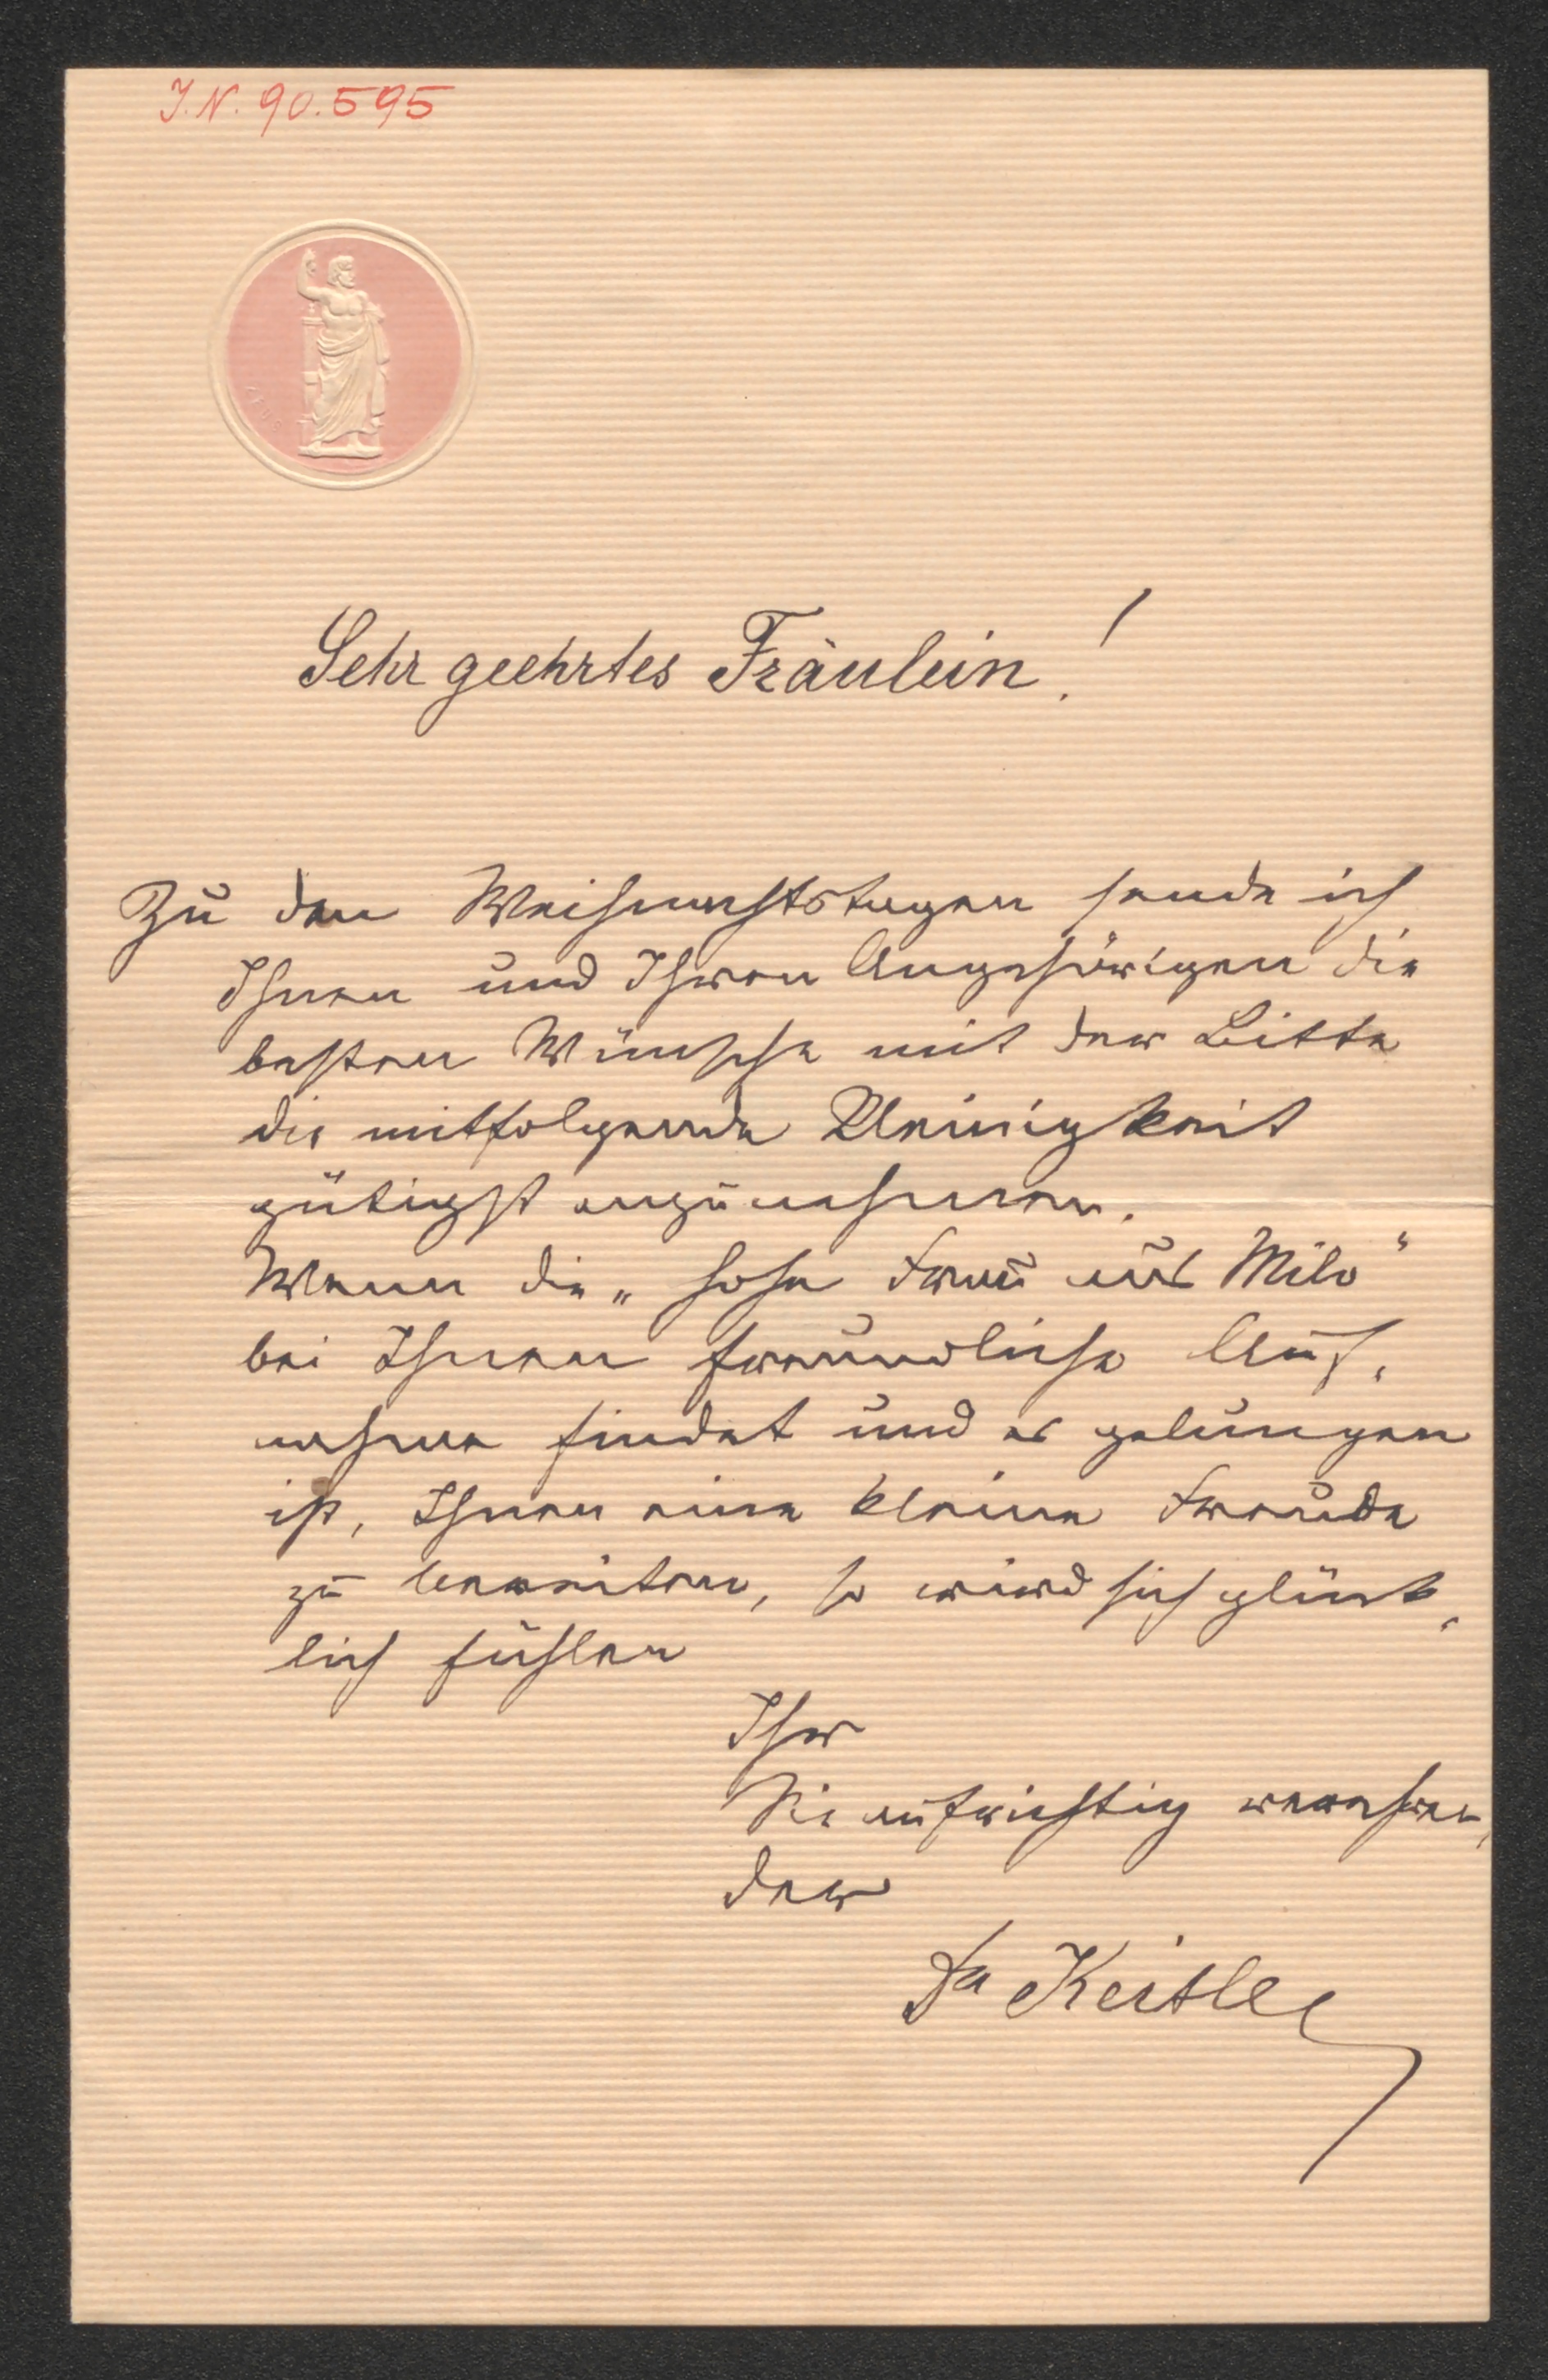 J.N. 90.595
Sehr geehrtes Fräulein!
Zu den Weihnachtstagen sende ich
Ihnen und Ihren Angehörigen die
besten Wünsche mit der Bitte
die mitfolgende Kleinigkeit
gütigst anzunehmen.
Wenn die „hohe Frau aus Milo“
bei Ihnen freundliche Auf-
nahme findet und es gelungen
ist, Ihnen eine kleine Freude
zu bereiten, so wird sich glück-
lich fühlen
Ihr
Sie aufrichtig verehren-
der
Dr Keitler